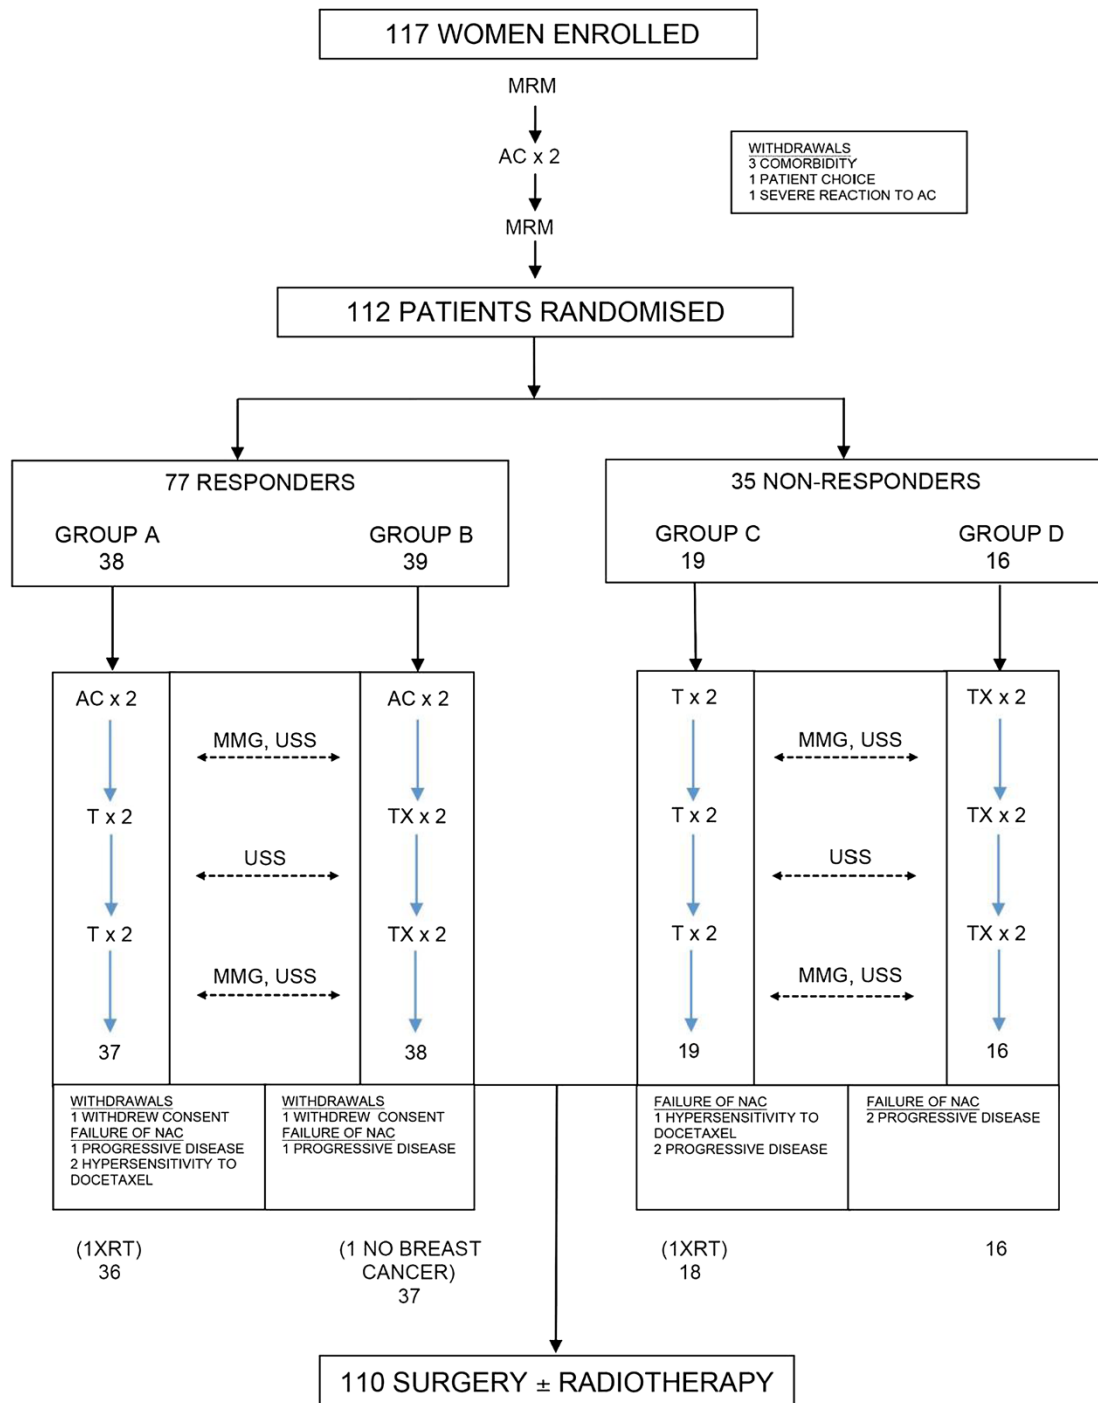 117 WOMEN ENROLLED
MRM
AC x 2
MRM
WITHDRAWALS
3 COMORBIDITY
1 PATIENT CHOICE
1 SEVERE REACTION TO AC
112 PATIENTS RANDOMISED
77 RESPONDERS
GROUP A
38
GROUP B
39
35 NON-RESPONDERS
GROUP C
19
GROUP D
16
AC x 2
T x 2
T x 2
37
MMG, USS
USS
MMG, USS
AC x 2
TX x 2
TX x 2
38
T x 2
T x 2
T x 2
19
MMG, USS
USS
MMG, USS
TX x 2
TX x 2
TX x 2
16
WITHDRAWALS
1 WITHDREW CONSENT
FAILURE OF NAC
1 PROGRESSIVE DISEASE
2 HYPERSENSITIVITY TO
DOCETAXEL
WITHDRAWALS
1 WITHDREW CONSENT
FAILURE OF NAC
1 PROGRESSIVE DISEASE
FAILURE OF NAC
1 HYPERSENSITIVITY TO
DOCETAXEL
2 PROGRESSIVE DISEASE
FAILURE OF NAC
2 PROGRESSIVE DISEASE
(1XRT)
36
(1 NO BREAST
CANCER)
37
(1XRT)
18
16
110 SURGERY ± RADIOTHERAPY